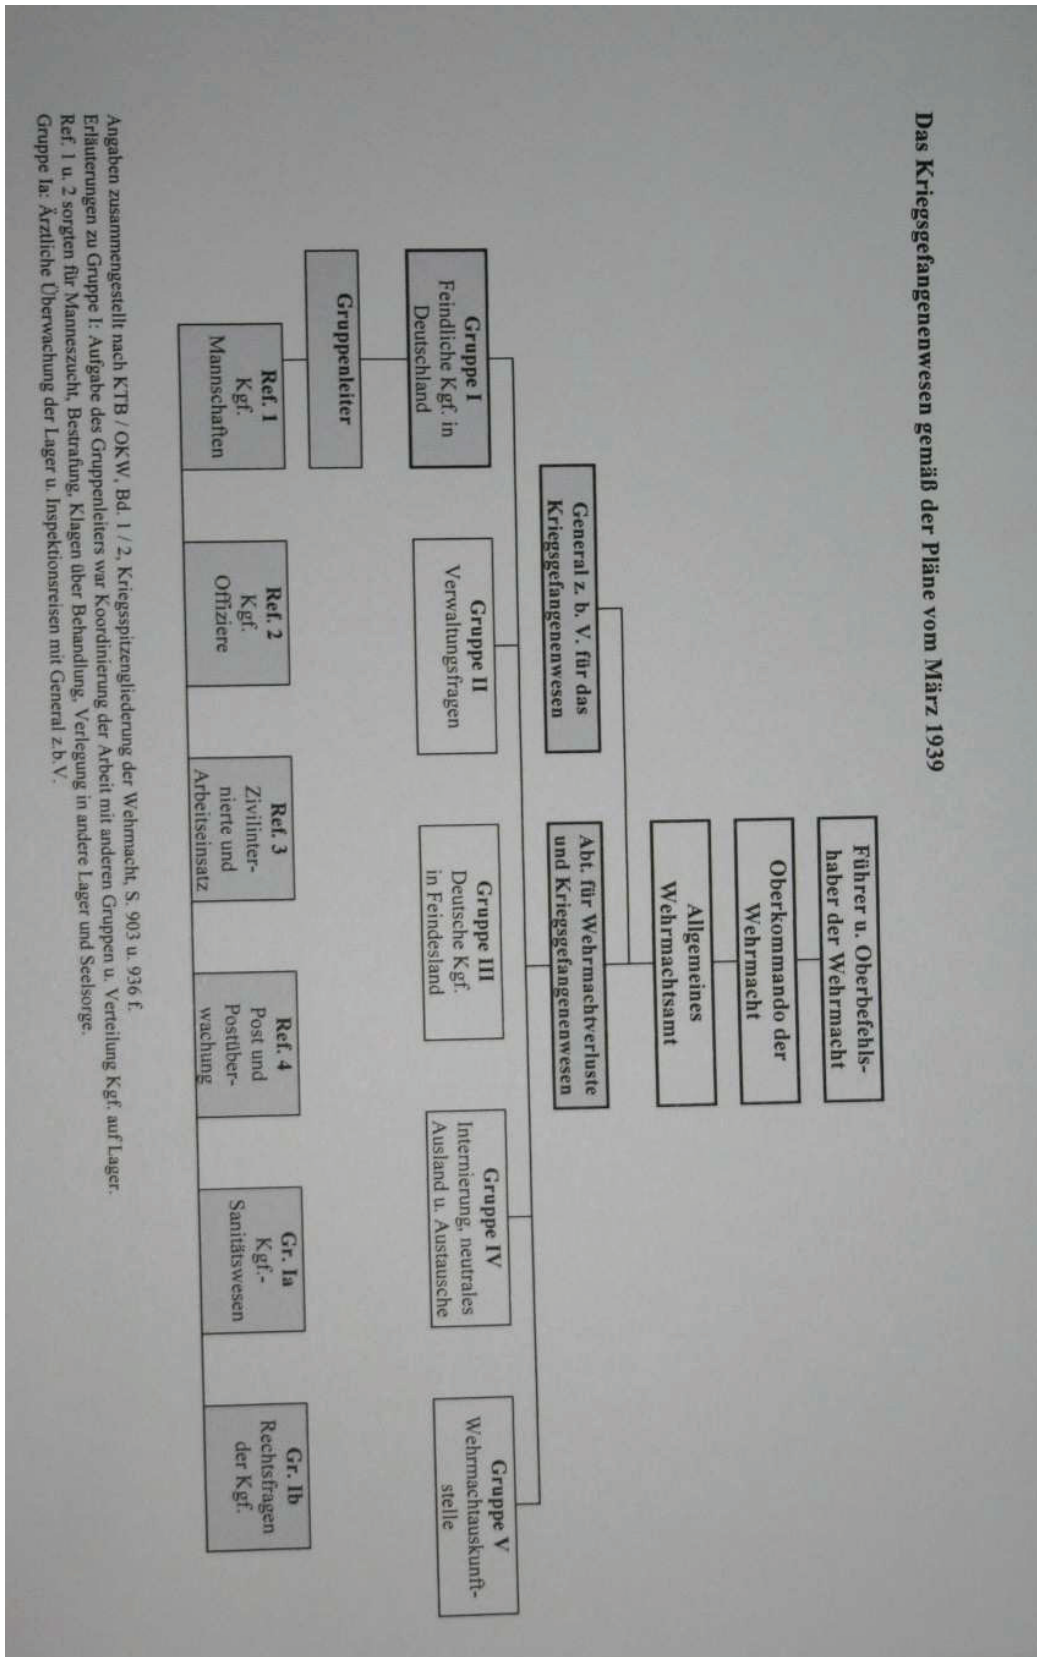 Das Kriegsgefangenenwesen gemäß der Pläne vom März 1939
Führer u. Oberbefehls-
haber der Wehrmacht
Oberkommando der
Wehrmacht
Allgemeines
Wehrmachtsamt
General z. b. V. für das
Kriegsgefangenenwesen
Abt. für Wehrmachtverluste
und Kriegsgefangenenwesen
Gruppe I
Feindliche Kgf. in
Deutschland
Gruppe II
Verwaltungsfragen
Gruppe III
Deutsche Kgf.
in Feindesland
Gruppe IV
Internierung, neutrales
Ausland u. Austausche
Gruppe V
Wehrmachtauskunft-
stelle
Gruppenleiter
Ref. 1
Kgf.
Mannschaften
Ref. 2
Kgf.
Offiziere
Ref. 3
Zivilinter-
nierte und
Arbeitseinsatz
Ref. 4
Post und
Postüber-
wachung
Gr. Ia
Kgf.-
Sanitätswesen
Gr. Ib
Rechtsfragen
der Kgf.
Angaben zusammengestellt nach KTB / OKW, Bd. 1 / 2, Kriegsspitzengliederung der Wehrmacht, S. 903 u. 936 f.
Erläuterungen zu Gruppe I: Aufgabe des Gruppenleiters war Koordinierung der Arbeit mit anderen Gruppen u. Verteilung Kgf. auf Lager.
Ref. 1 u. 2 sorgten für Manneszucht, Bestrafung, Klagen über Behandlung, Verlegung in andere Lager und Seelsorge.
Gruppe Ia: Ärztliche Überwachung der Lager u. Inspektionsreisen mit General z.b.V.